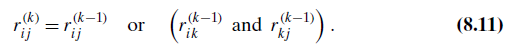 r_{ij}^{(k)} = r_{ij}^{(k−1)} or (r_{ik}^{(k−1)} and r_{kj}^{(k−1)}). (8.11)